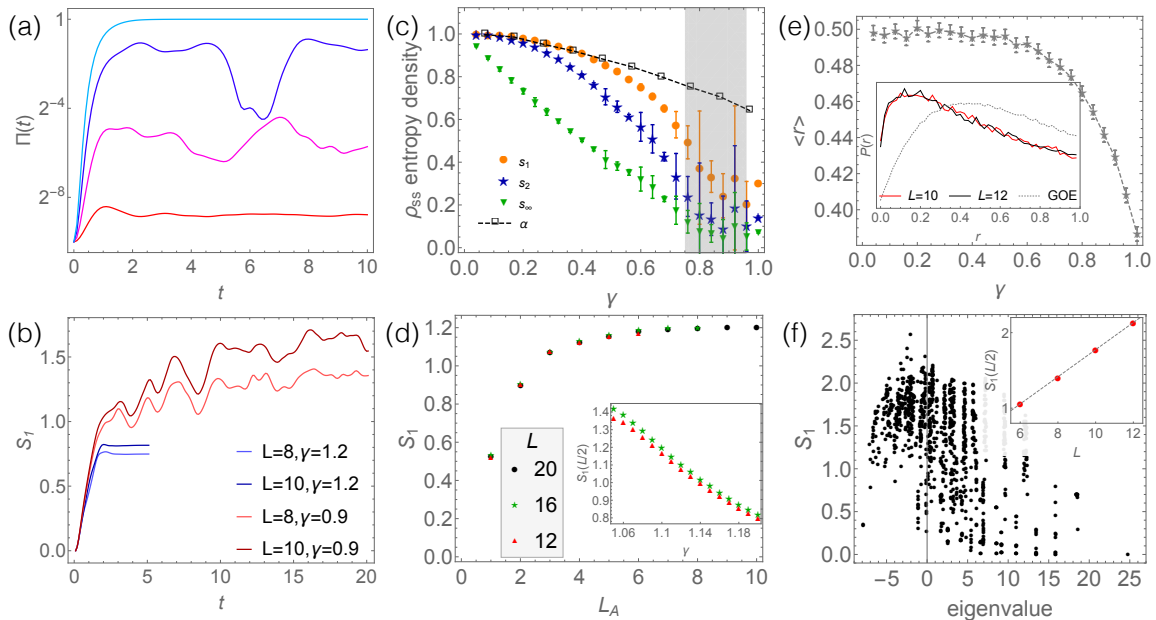 (a)
Π(t)
1
2^-4
2^-8
0 2 4 6 8 10
t
(b)
S₁
1.5
1.0
0.5
0.0
L=8,γ=1.2
L=10,γ=1.2
L=8,γ=0.9
L=10,γ=0.9
0 5 10 15 20
t
(c)
ρss entropy density
1.0
0.8
0.6
0.4
0.2
0.0
s₁
s₂
s∞
α
0.0 0.2 0.4 0.6 0.8 1.0
γ
(d)
S₁
1.2
1.0
0.8
0.6
0.4
0.2
0.0
L
20
16
12
S₁(L/2)
1.4
1.3
1.2
1.1
1.0
0.9
0.8
1.06 1.1 1.14 1.18
γ
0 2 4 6 8 10
L_A
(e)
<r>
0.50
0.48
0.46
0.44
0.42
0.40
P(r)
L=10 L=12 GOE
0.0 0.2 0.4 0.6 0.8 1.0
r
0.0 0.2 0.4 0.6 0.8 1.0
γ
(f)
S₁
2.5
2.0
1.5
1.0
0.5
0.0
S₁(L/2)
2
1
6 8 10 12
L
-5 0 5 10 15 20 25
eigenvalue